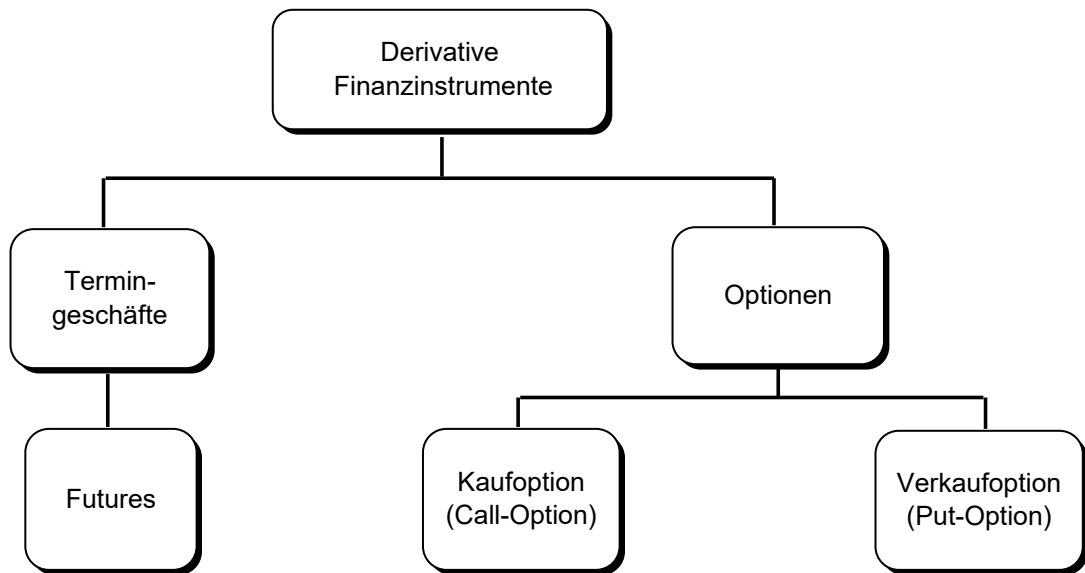 Derivative
Finanzinstrumente
Termin-
geschäfte
Optionen
Futures
Kaufoption
(Call-Option)
Verkaufoption
(Put-Option)